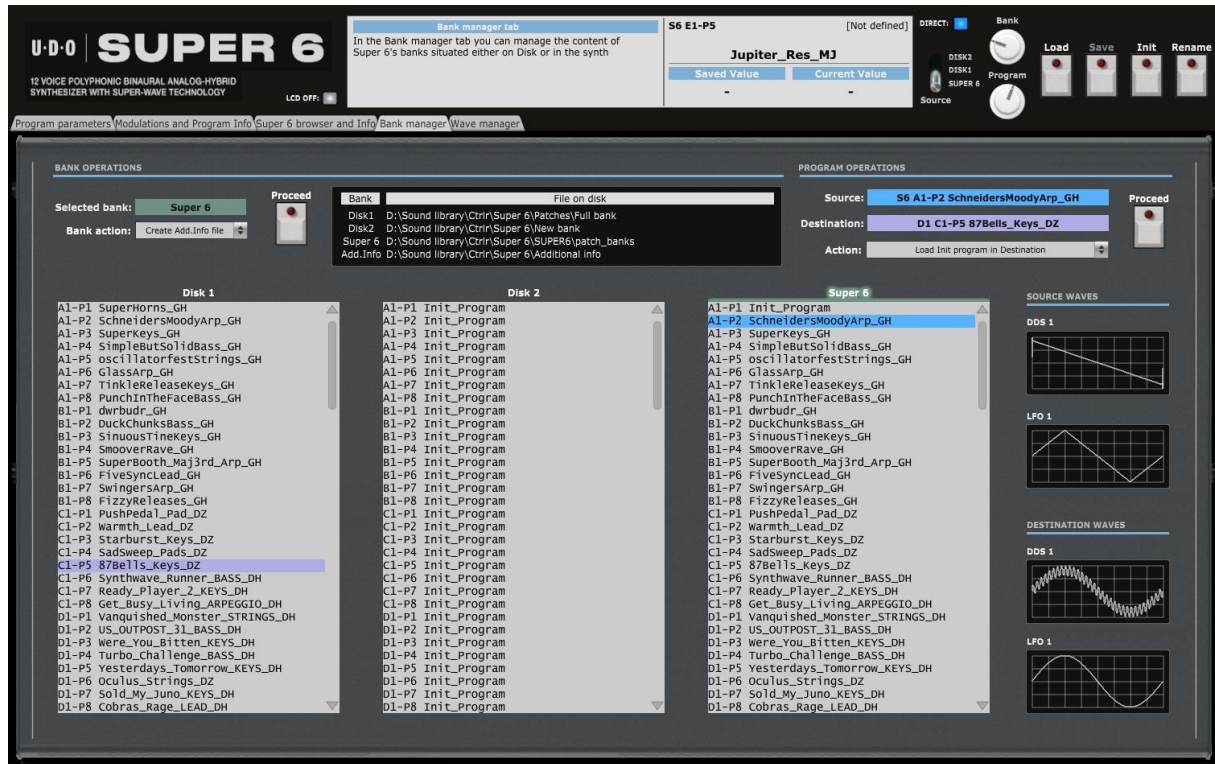 U·D·O | SUPER 6
12 VOICE POLYPHONIC BINAURAL ANALOG-HYBRID
SYNTHESIZER WITH SUPER-WAVE TECHNOLOGY
LCD OFF:
Bank manager tab
In the Bank manager tab you can manage the content of
Super 6's banks situated either on Disk or in the synth
S6 E1-P5 [Not defined]
Jupiter_Res_MJ
Saved Value Current Value
- -
DIRECT:
DISK2
DISK1
SUPER 6
Source
Bank
Program
Load Save Init Rename
Program parameters Modulations and Program Info Super 6 browser and Info Bank manager Wave manager
BANK OPERATIONS
Selected bank: Super 6
Bank action: Create Add.Info file
Proceed
Bank File on disk
Disk1 D:\Sound library\Ctrlr\Super 6\Patches\Full bank
Disk2 D:\Sound library\Ctrlr\Super 6\New bank
Super 6 D:\Sound library\Ctrlr\Super 6\SUPER6\patch_banks
Add.Info D:\Sound library\Ctrlr\Super 6\Additional info
PROGRAM OPERATIONS
Source: S6 A1-P2 SchneidersMoodyArp_GH
Destination: D1 C1-P5 87Bells_Keys_DZ
Action: Load Init program in Destination
Proceed
Disk 1
A1-P1 SuperHorns_GH
A1-P2 SchneidersMoodyArp_GH
A1-P3 SuperKeys_GH
A1-P4 SimpleButSolidBass_GH
A1-P5 oscillatorfestStrings_GH
A1-P6 GlassArp_GH
A1-P7 TinkleReleaseKeys_GH
A1-P8 PunchInTheFaceBass_GH
B1-P1 dwrbudr_GH
B1-P2 DuckChunksBass_GH
B1-P3 SinuousTineKeys_GH
B1-P4 SmooverRave_GH
B1-P5 SuperBooth_Maj3rd_Arp_GH
B1-P6 FiveSyncLead_GH
B1-P7 SwingersArp_GH
B1-P8 FizzyReleases_GH
C1-P1 PushPedal_Pad_DZ
C1-P2 Warmth_Lead_DZ
C1-P3 Starburst_Keys_DZ
C1-P4 SadSweep_Pads_DZ
C1-P5 87Bells_Keys_DZ
C1-P6 Synthwave_Runner_BASS_DH
C1-P7 Ready_Player_2_KEYS_DH
C1-P8 Get_Busy_Living_ARPEGGIO_DH
D1-P1 Vanquished_Monster_STRINGS_DH
D1-P2 US_OUTPOST_31_BASS_DH
D1-P3 Were_You_Bitten_KEYS_DH
D1-P4 Turbo_Challenge_BASS_DH
D1-P5 Yesterdays_Tomorrow_KEYS_DH
D1-P6 Oculus_Strings_DZ
D1-P7 Sold_My_Juno_KEYS_DH
D1-P8 Cobras_Rage_LEAD_DH
Disk 2
A1-P1 Init_Program
A1-P2 Init_Program
A1-P3 Init_Program
A1-P4 Init_Program
A1-P5 Init_Program
A1-P6 Init_Program
A1-P7 Init_Program
A1-P8 Init_Program
B1-P1 Init_Program
B1-P2 Init_Program
B1-P3 Init_Program
B1-P4 Init_Program
B1-P5 Init_Program
B1-P6 Init_Program
B1-P7 Init_Program
B1-P8 Init_Program
C1-P1 Init_Program
C1-P2 Init_Program
C1-P3 Init_Program
C1-P4 Init_Program
C1-P5 Init_Program
C1-P6 Init_Program
C1-P7 Init_Program
C1-P8 Init_Program
D1-P1 Init_Program
D1-P2 Init_Program
D1-P3 Init_Program
D1-P4 Init_Program
D1-P5 Init_Program
D1-P6 Init_Program
D1-P7 Init_Program
D1-P8 Init_Program
Super 6
A1-P1 Init_Program
A1-P2 SchneidersMoodyArp_GH
A1-P3 SuperKeys_GH
A1-P4 SimpleButSolidBass_GH
A1-P5 oscillatorfestStrings_GH
A1-P6 GlassArp_GH
A1-P7 TinkleReleaseKeys_GH
A1-P8 PunchInTheFaceBass_GH
B1-P1 dwrbudr_GH
B1-P2 DuckChunksBass_GH
B1-P3 SinuousTineKeys_GH
B1-P4 SmooverRave_GH
B1-P5 SuperBooth_Maj3rd_Arp_GH
B1-P6 FiveSyncLead_GH
B1-P7 SwingersArp_GH
B1-P8 FizzyReleases_GH
C1-P1 PushPedal_Pad_DZ
C1-P2 Warmth_Lead_DZ
C1-P3 Starburst_Keys_DZ
C1-P4 SadSweep_Pads_DZ
C1-P5 87Bells_Keys_DZ
C1-P6 Synthwave_Runner_BASS_DH
C1-P7 Ready_Player_2_KEYS_DH
C1-P8 Get_Busy_Living_ARPEGGIO_DH
D1-P1 Vanquished_Monster_STRINGS_DH
D1-P2 US_OUTPOST_31_BASS_DH
D1-P3 Were_You_Bitten_KEYS_DH
D1-P4 Turbo_Challenge_BASS_DH
D1-P5 Yesterdays_Tomorrow_KEYS_DH
D1-P6 Oculus_Strings_DZ
D1-P7 Sold_My_Juno_KEYS_DH
D1-P8 Cobras_Rage_LEAD_DH
SOURCE WAVES
DDS 1
LFO 1
DESTINATION WAVES
DDS 1
LFO 1